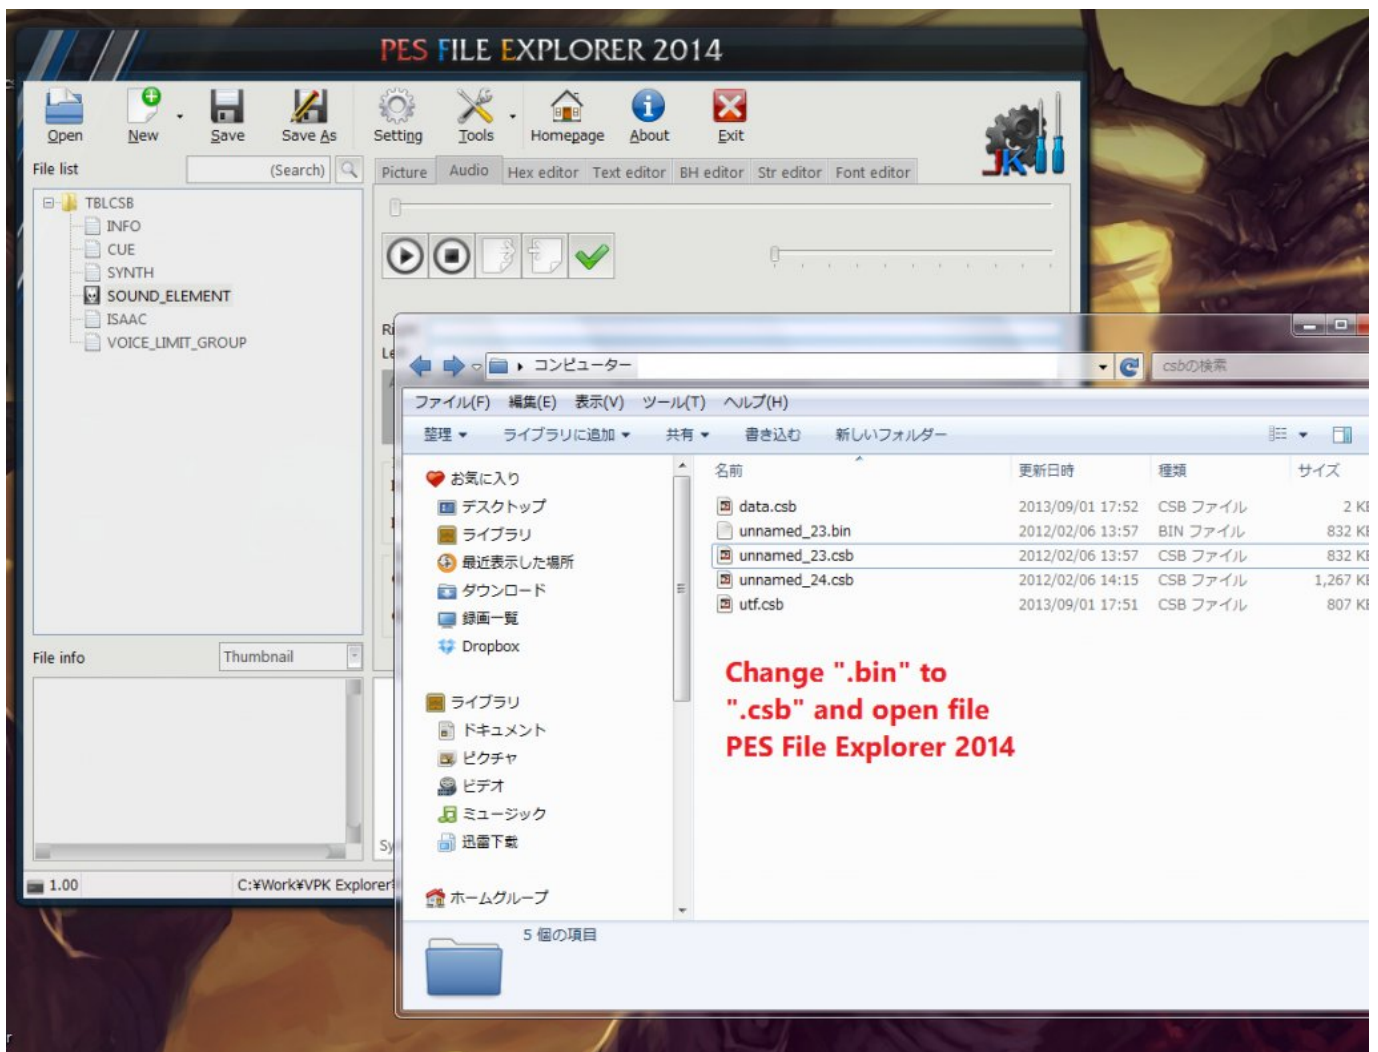 PES FILE EXPLORER 2014
Open New Save Save As Setting Tools Homepage About Exit
File list (Search)
Picture Audio Hex editor Text editor BH editor Str editor Font editor
JK
TBLCSB
INFO
CUE
SYNTH
SOUND_ELEMENT
ISAAC
VOICE_LIMIT_GROUP
File info Thumbnail
1.00 C:¥Work¥VPK Explorer
コンピューター csbの検索
ファイル(F) 編集(E) 表示(V) ツール(T) ヘルプ(H)
整理 ライブラリに追加 共有 書き込む 新しいフォルダー
お気に入り
デスクトップ
ライブラリ
最近表示した場所
ダウンロード
録画一覧
Dropbox
ライブラリ
ドキュメント
ピクチャ
ビデオ
ミュージック
迅雷下载
ホームグループ
名前 更新日時 種類 サイズ
data.csb 2013/09/01 17:52 CSB ファイル 2 KB
unnamed_23.bin 2012/02/06 13:57 BIN ファイル 832 KB
unnamed_23.csb 2012/02/06 13:57 CSB ファイル 832 KB
unnamed_24.csb 2012/02/06 14:15 CSB ファイル 1,267 KB
utf.csb 2013/09/01 17:51 CSB ファイル 807 KB
Change ".bin" to
".csb" and open file
PES File Explorer 2014
5 個の項目